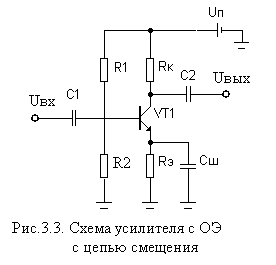 Uп
R1
Rк
C2
Uвых
Uвх
C1
VT1
R2
Rэ
Cш
Рис.3.3. Схема усилителя с ОЭ
с цепью смещения